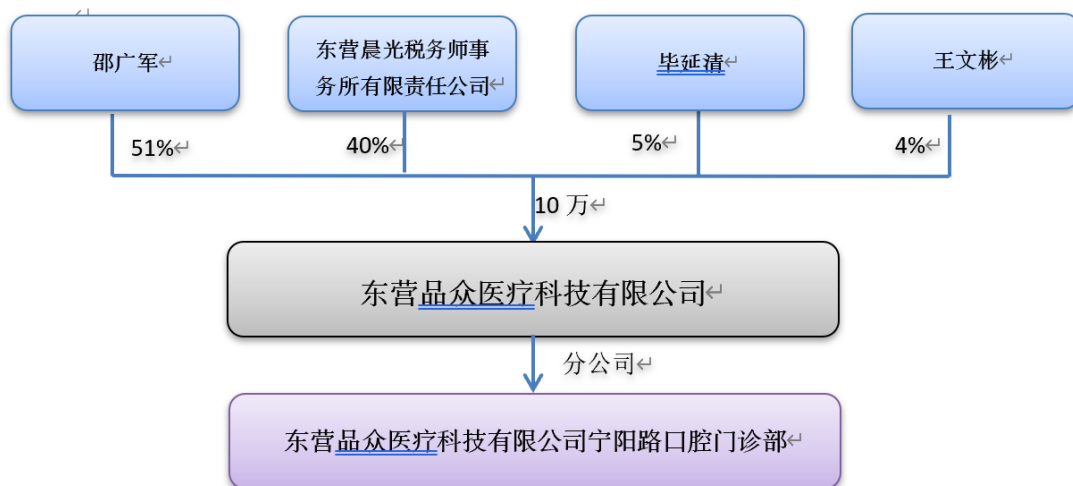 邵广军
东营晨光税务师事
务所有限责任公司
毕延清
王文彬
51%
40%
5%
4%
10 万
东营品众医疗科技有限公司
分公司
东营品众医疗科技有限公司宁阳路口腔门诊部